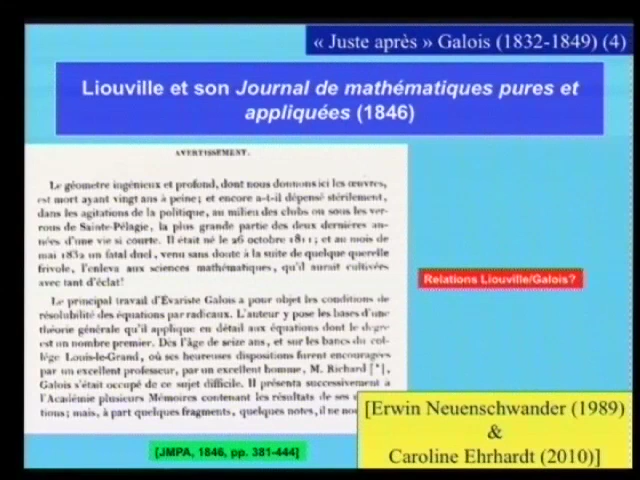 « Juste après » Galois (1832-1849) (4)
Liouville et son Journal de mathématiques pures et
appliquées (1846)
AVERTISSEMENT.
Le géometre ingénieux et profond, dont nous donnons ici les œuvres,
est mort ayant vingt ans à peine; et encore a-t-il dépensé stérilement,
dans les agitations de la politique, au milieu des clubs ou sous les ver-
rous de Sainte-Pélagie, la plus grande partie des deux dernières an-
nées d'une vie si courte. Il était né le 26 octobre 1811; et au mois de
mai 1832 un fatal duel, venu sans doute à la suite de quelque querelle
frivole, l'enleva aux sciences mathématiques, qu'il aurait cultivées
avec tant d'éclat!
Le principal travail d'Évariste Galois a pour objet les conditions de
résolubilité des équations par radicaux. L'auteur y pose les bases d'une
théorie générale qu'il applique en détail aux équations dont le degré
est un nombre premier. Dès l'âge de seize ans, et sur les bancs du col-
lége Louis-le-Grand, où ses heureuses dispositions furent encouragées
par un excellent professeur, par un excellent homme, M. Richard [*],
Galois s'était occupé de ce sujet difficile. Il présenta successivement à
l'Académie plusieurs Mémoires contenant les résultats de ses
tions; mais, à part quelques fragments, quelques notes, il ne
Relations Liouville/Galois?
[Erwin Neuenschwander (1989)
&
Caroline Ehrhardt (2010)]
[JMPA, 1846, pp. 381-444]